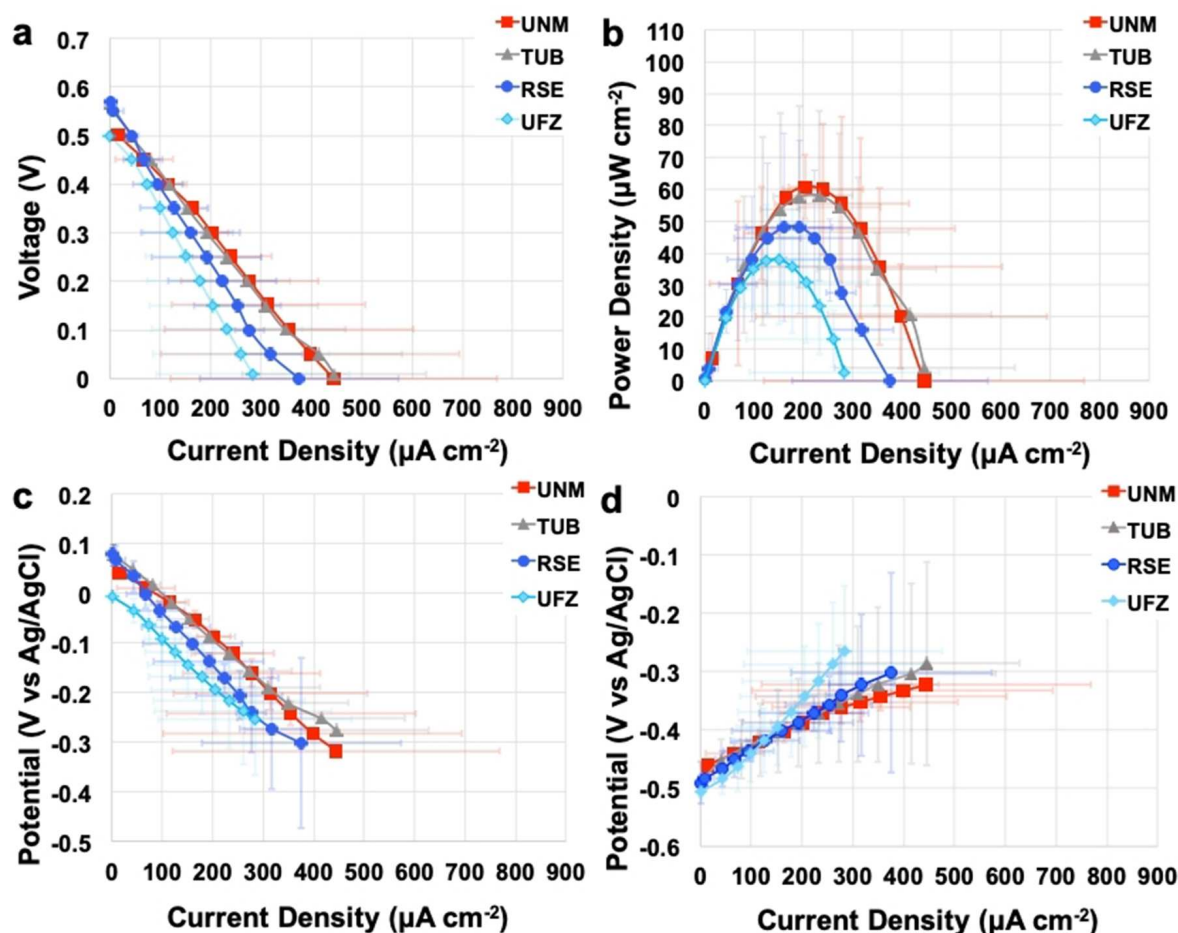 a
UNM
TUB
RSE
UFZ
0.7
0.6
0.5
0.4
0.3
0.2
0.1
0
Voltage (V)
0 100 200 300 400 500 600 700 800 900
Current Density (µA cm-2)
b
UNM
TUB
RSE
UFZ
110
100
90
80
70
60
50
40
30
20
10
0
Power Density (µW cm-2)
0 100 200 300 400 500 600 700 800 900
Current Density (µA cm-2)
c
UNM
TUB
RSE
UFZ
0.2
0.1
0
-0.1
-0.2
-0.3
-0.4
-0.5
Potential (V vs Ag/AgCl)
0 100 200 300 400 500 600 700 800 900
Current Density (µA cm-2)
d
UNM
TUB
RSE
UFZ
0
-0.1
-0.2
-0.3
-0.4
-0.5
-0.6
Potential (V vs Ag/AgCl)
0 100 200 300 400 500 600 700 800 900
Current Density (µA cm-2)